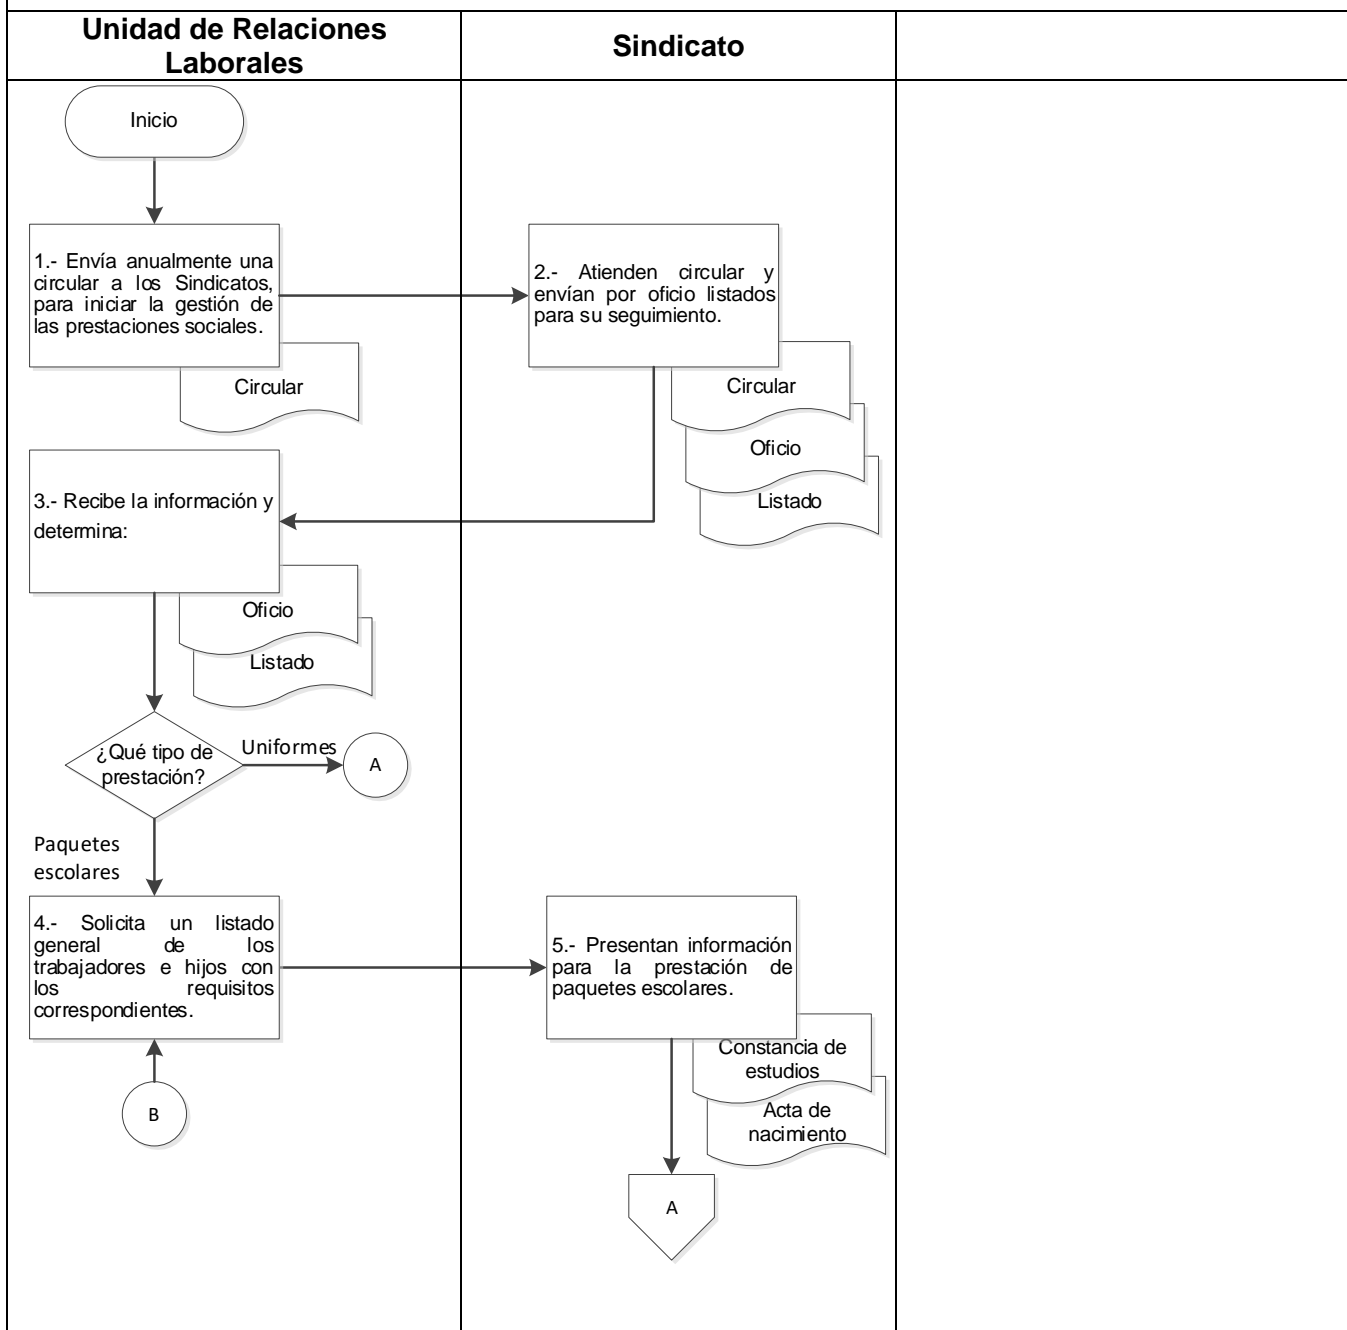 Unidad de Relaciones
Laborales
Sindicato
Inicio
1.- Envía anualmente una
circular a los Sindicatos,
para iniciar la gestión de
las prestaciones sociales.
Circular
2.- Atienden circular y
envían por oficio listados
para su seguimiento.
Circular
Oficio
Listado
3.- Recibe la información y
determina:
Oficio
Listado
¿Qué tipo de
prestación?
Uniformes
A
Paquetes
escolares
4.- Solicita un listado
general de los
trabajadores e hijos con
los requisitos
correspondientes.
5.- Presentan información
para la prestación de
paquetes escolares.
Constancia de
estudios
Acta de
nacimiento
B
A